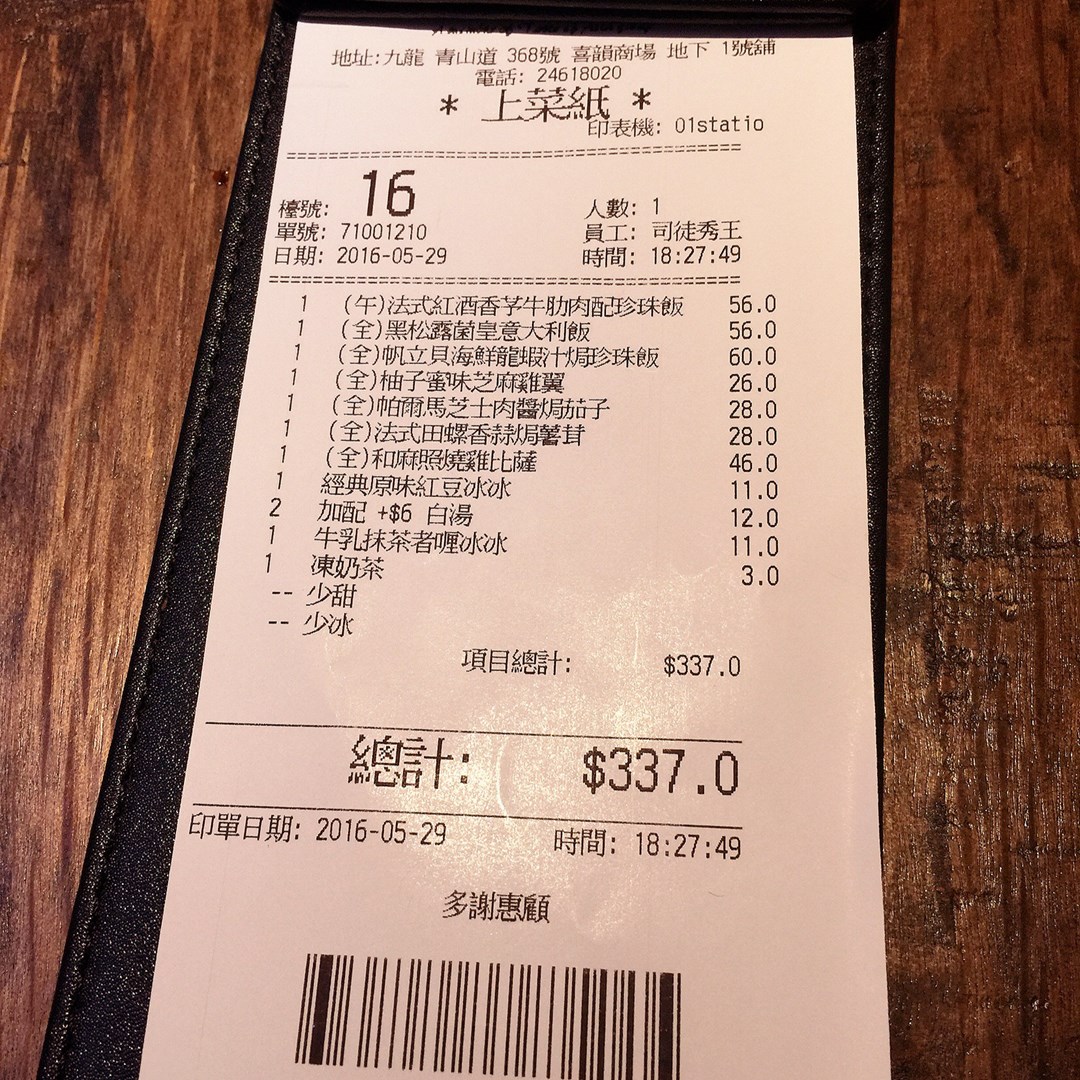 地址:九龍 青山道 368號 喜韻商場 地下 1號舖
電話: 24618020
* 上菜紙 *
印表機: 01statio
檯號: 16 人數: 1
單號: 71001210 員工: 司徒秀王
日期: 2016-05-29 時間: 18:27:49
1 (午)法式紅酒香芓牛肋肉配珍珠飯 56.0
1 (全)黑松露菌皇意大利飯 56.0
1 (全)帆立貝海鮮龍蝦汁焗珍珠飯 60.0
1 (全)柚子蜜味芝麻雞翼 26.0
1 (全)帕爾馬芝士肉醬焗茄子 28.0
1 (全)法式田螺香蒜焗薯茸 28.0
1 (全)和麻照燒雞比薩 46.0
1 經典原味紅豆冰冰 11.0
2 加配 +$6 白湯 12.0
1 牛乳抹茶者喱冰冰 11.0
1 凍奶茶 3.0
-- 少甜
-- 少冰
項目總計: $337.0
總計: $337.0
印單日期: 2016-05-29 時間: 18:27:49
多謝惠顧